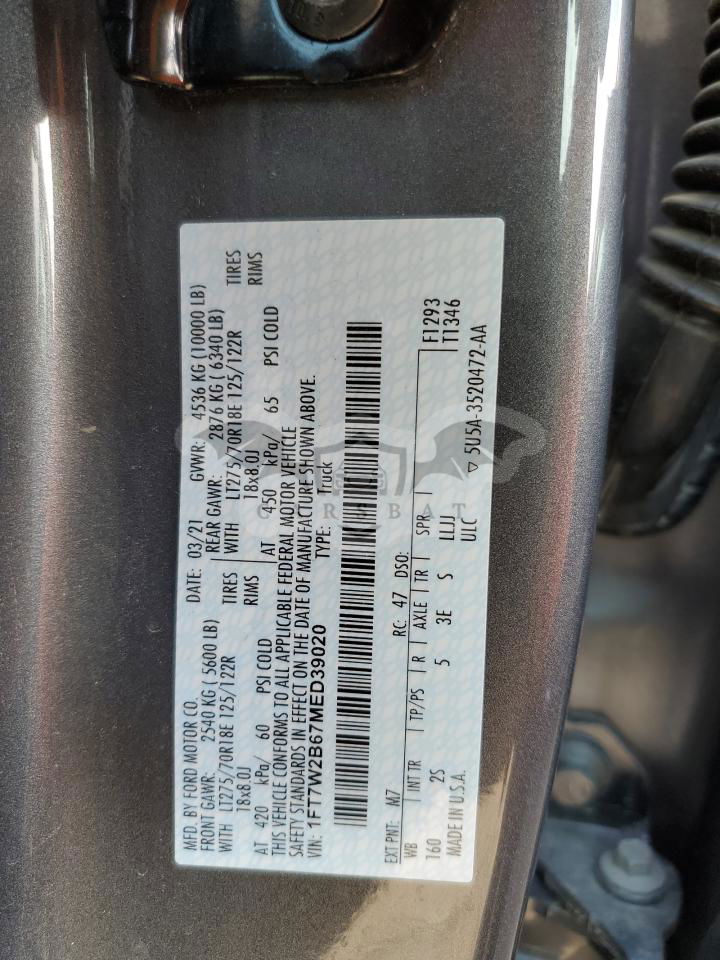 MFD. BY FORD MOTOR CO.
DATE: 03/21 GVWR: 4536 KG (10000 LB)
FRONT GAWR: 2540 KG ( 5600 LB) REAR GAWR: 2876 KG ( 6340 LB)
WITH LT275/70R18E 125/122R TIRES WITH LT275/70R18E 125/122R TIRES
18x8.0J RIMS 18x8.0J RIMS
AT 420 kPa/ 60 PSI COLD AT 450 kPa/ 65 PSI COLD
THIS VEHICLE CONFORMS TO ALL APPLICABLE FEDERAL MOTOR VEHICLE
SAFETY STANDARDS IN EFFECT ON THE DATE OF MANUFACTURE SHOWN ABOVE.
VIN: 1FT7W2B67MED39020 TYPE: Truck
CARSBAT
EXT PNT: M7 RC: 47 DSO:
WB INT TR TP/PS R AXLE TR SPR F1293
160 2S 5 3E S LLJJ T1346
MADE IN U.S.A. ULC
▽ 5U5A-3520472-AA